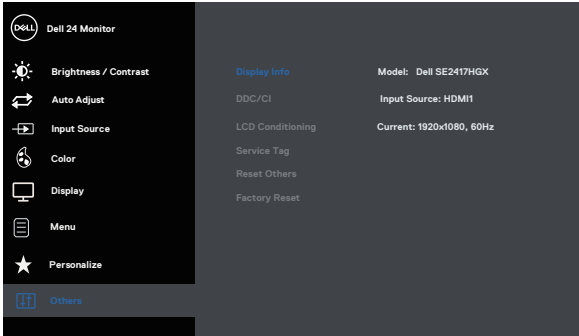 DELL Dell 24 Monitor
Brightness / Contrast
Auto Adjust
Input Source
Color
Display
Menu
Personalize
Others
Display Info
DDC/CI
LCD Conditioning
Service Tag
Reset Others
Factory Reset
Model: Dell SE2417HGX
Input Source: HDMI1
Current: 1920x1080, 60Hz